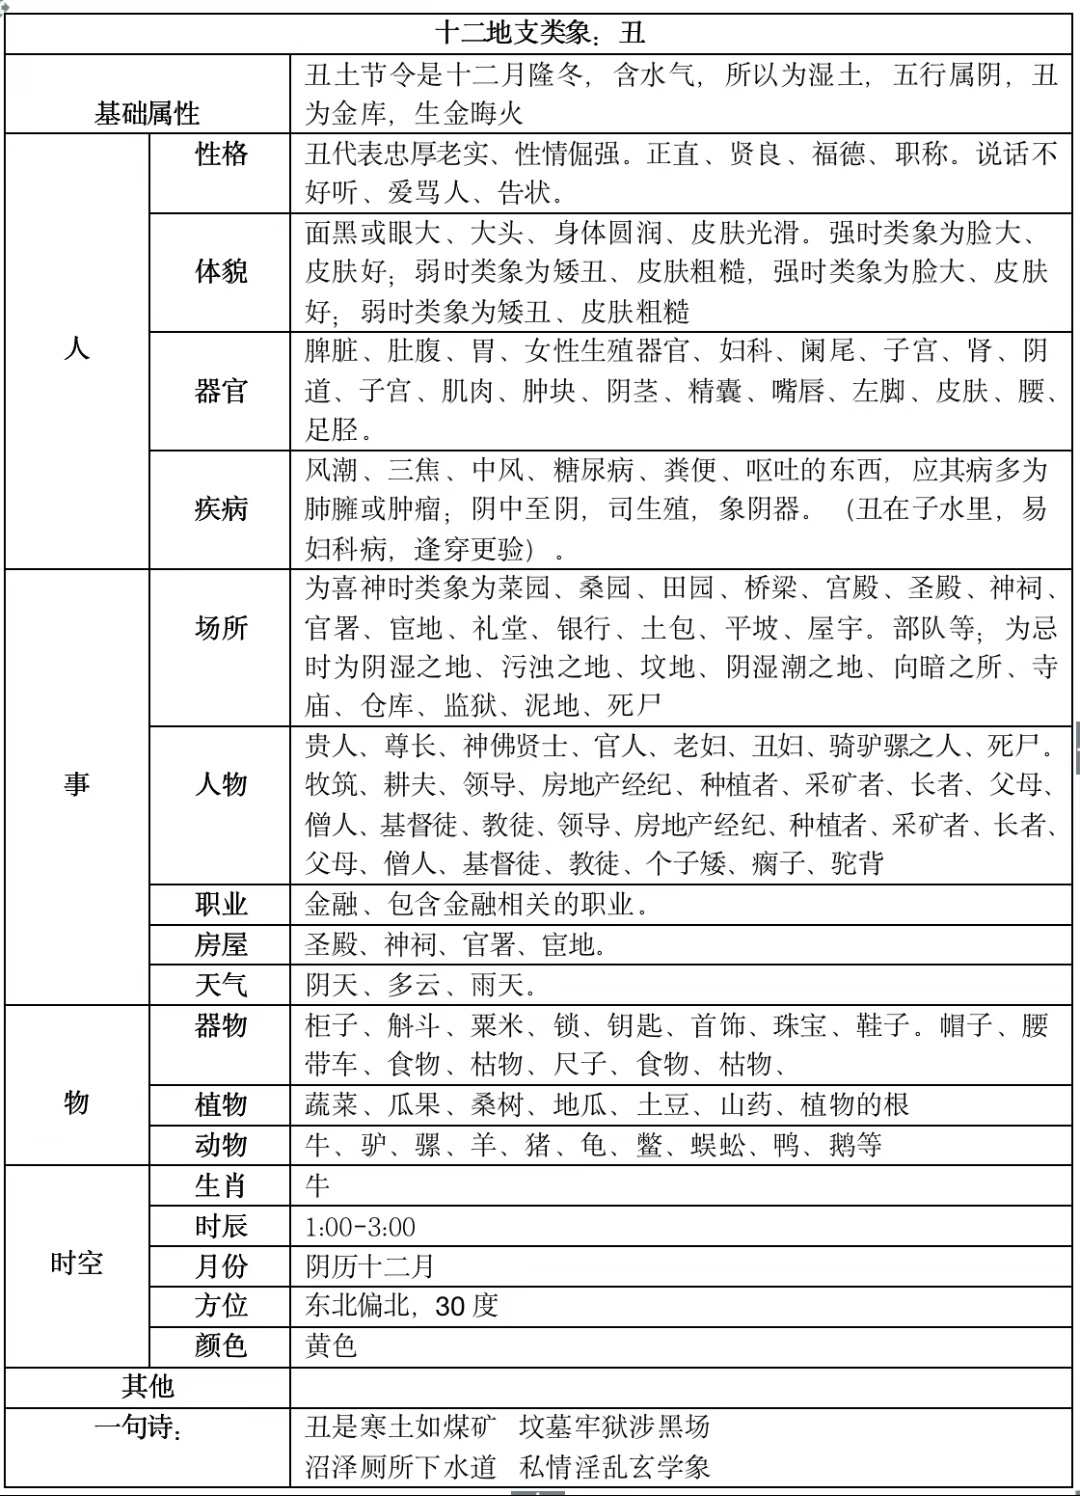 十二地支类象：丑
基础属性
丑土节令是十二月隆冬，含水气，所以为湿土，五行属阴，丑
为金库，生金晦火
人
性格
丑代表忠厚老实、性情倔强。正直、贤良、福德、职称。说话不
好听、爱骂人、告状。
体貌
面黑或眼大、大头、身体圆润、皮肤光滑。强时类象为脸大、
皮肤好；弱时类象为矮丑、皮肤粗糙，强时类象为脸大、皮肤
好；弱时类象为矮丑、皮肤粗糙
器官
脾脏、肚腹、胃、女性生殖器官、妇科、阑尾、子宫、肾、阴
道、子宫、肌肉、肿块、阴茎、精囊、嘴唇、左脚、皮肤、腰、
足胫。
疾病
风潮、三焦、中风、糖尿病、粪便、呕吐的东西，应其病多为
肺臃或肿瘤；阴中至阴，司生殖，象阴器。（丑在子水里，易
妇科病，逢穿更验）。
事
场所
为喜神时类象为菜园、桑园、田园、桥梁、宫殿、圣殿、神祠、
官署、宦地、礼堂、银行、土包、平坡、屋宇。部队等；为忌
时为阴湿之地、污浊之地、坟地、阴湿潮之地、向暗之所、寺
庙、仓库、监狱、泥地、死尸
人物
贵人、尊长、神佛贤士、官人、老妇、丑妇、骑驴骡之人、死尸。
牧筑、耕夫、领导、房地产经纪、种植者、采矿者、长者、父母、
僧人、基督徒、教徒、领导、房地产经纪、种植者、采矿者、长者、
父母、僧人、基督徒、教徒、个子矮、瘸子、驼背
职业
金融、包含金融相关的职业。
房屋
圣殿、神祠、官署、宦地。
天气
阴天、多云、雨天。
物
器物
柜子、斛斗、粟米、锁、钥匙、首饰、珠宝、鞋子。帽子、腰
带车、食物、枯物、尺子、食物、枯物、
植物
蔬菜、瓜果、桑树、地瓜、土豆、山药、植物的根
动物
牛、驴、骡、羊、猪、龟、鳖、蜈蚣、鸭、鹅等
时空
生肖
牛
时辰
1:00-3:00
月份
阴历十二月
方位
东北偏北，30 度
颜色
黄色
其他
一句诗：
丑是寒土如煤矿 坟墓牢狱涉黑场
沼泽厕所下水道 私情淫乱玄学象